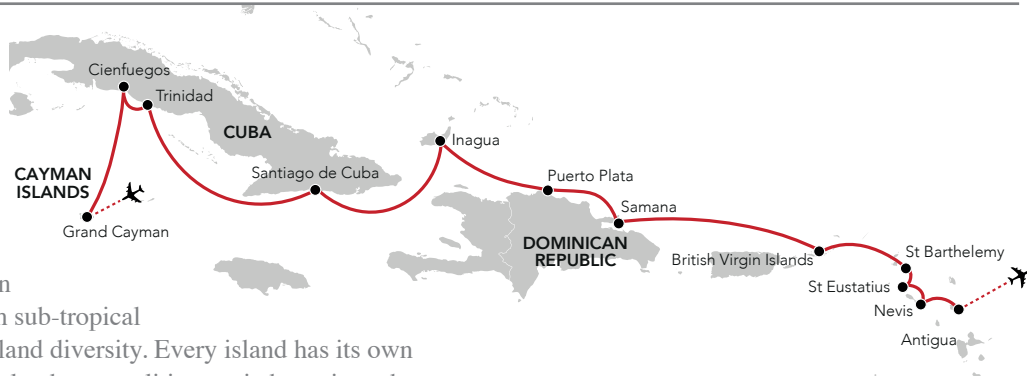 Cienfuegos
Trinidad
CUBA
Inagua
CAYMAN
ISLANDS
Santiago de Cuba
Puerto Plata
Grand Cayman
Samana
DOMINICAN
REPUBLIC
British Virgin Islands
St Barthelemy
St Eustatius
Nevis
Antigua
n
n sub-tropical
land diversity. Every island has its own